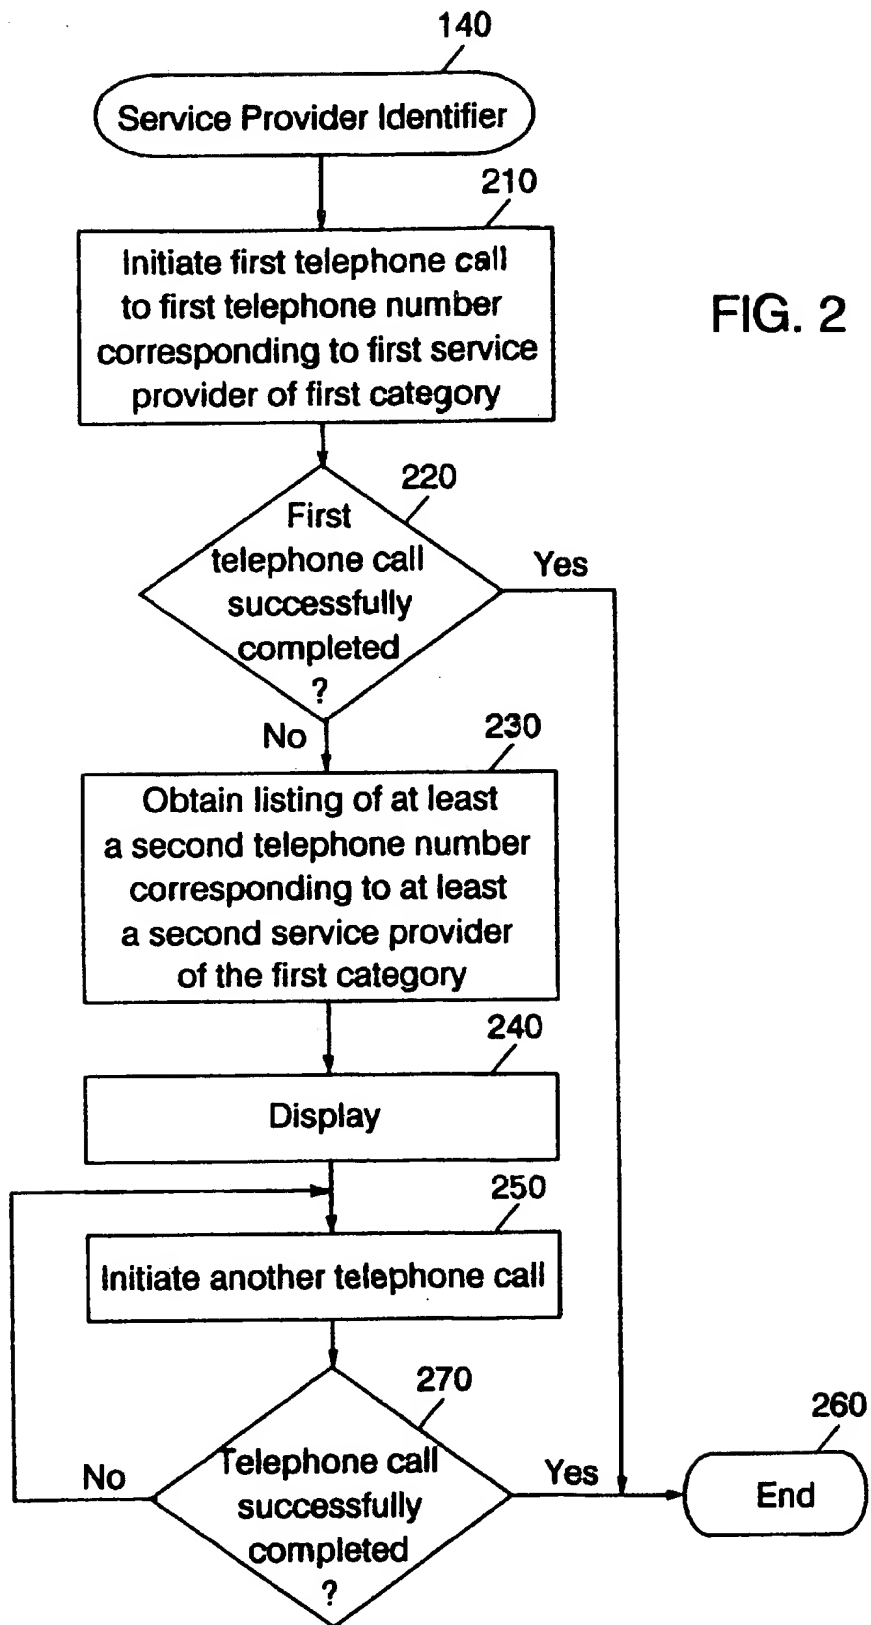 140
Service Provider Identifier
210
Initiate first telephone call
to first telephone number
corresponding to first service
provider of first category
FIG. 2
220
First
telephone call
successfully
completed
?
Yes
No
230
Obtain listing of at least
a second telephone number
corresponding to at least
a second service provider
of the first category
240
Display
250
Initiate another telephone call
270
Telephone call
successfully
completed
?
No
Yes
260
End